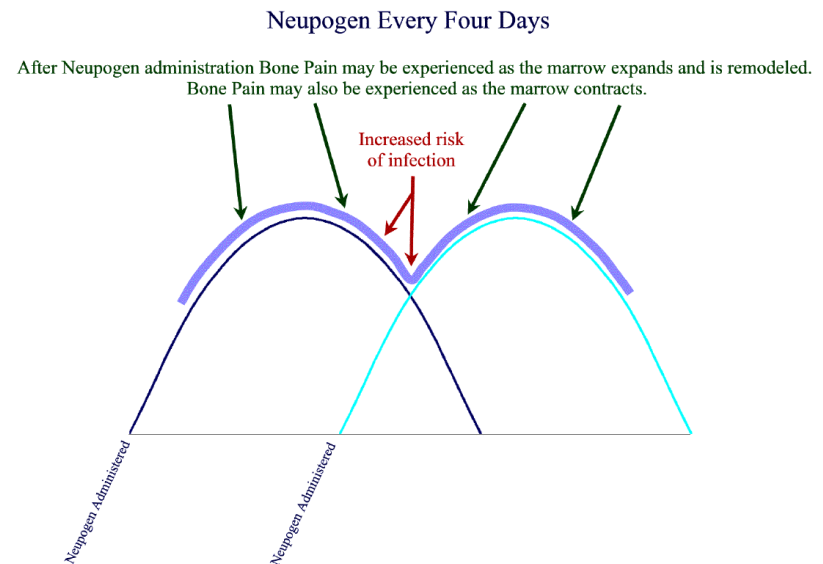 Neupogen Every Four Days
After Neupogen administration Bone Pain may be experienced as the marrow expands and is remodeled.
Bone Pain may also be experienced as the marrow contracts.
Increased risk
of infection
Neupogen Administered
Neupogen Administered